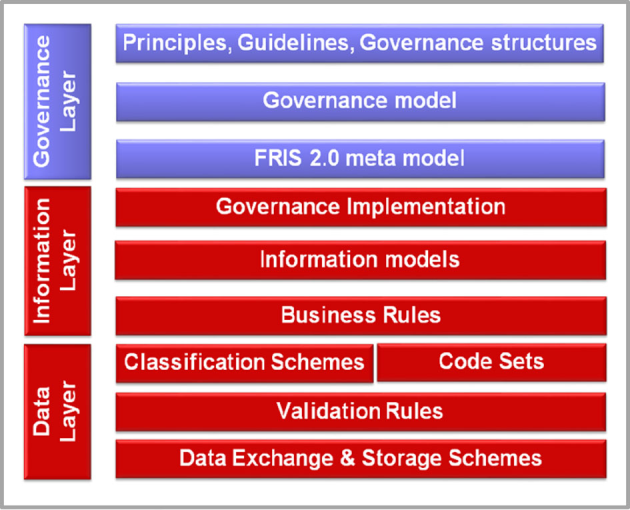 Governance
Layer
Principles, Guidelines, Governance structures
Governance model
FRIS 2.0 meta model
Information
Layer
Governance Implementation
Information models
Business Rules
Data
Layer
Classification Schemes
Code Sets
Validation Rules
Data Exchange & Storage Schemes